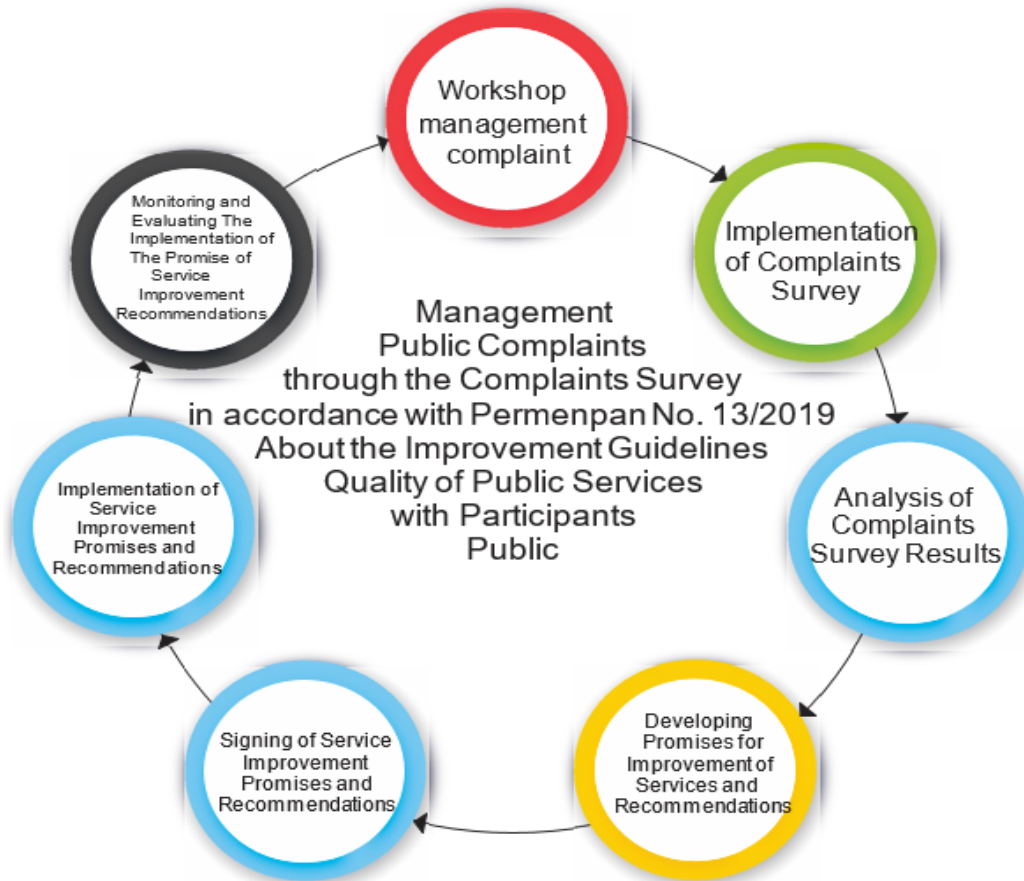 Workshop
management
complaint
Implementation
of Complaints
Survey
Analysis of
Complaints
Survey Results
Developing
Promises for
Improvement of
Services and
Recommendations
Signing of Service
Improvement
Promises and
Recommendations
Implementation of
Service
Improvement
Promises and
Recommendations
Monitoring and
Evaluating The
Implementation of
The Promise of
Service
Improvement
Recommendations
Management
Public Complaints
through the Complaints Survey
in accordance with Permenpan No. 13/2019
About the Improvement Guidelines
Quality of Public Services
with Participants
Public